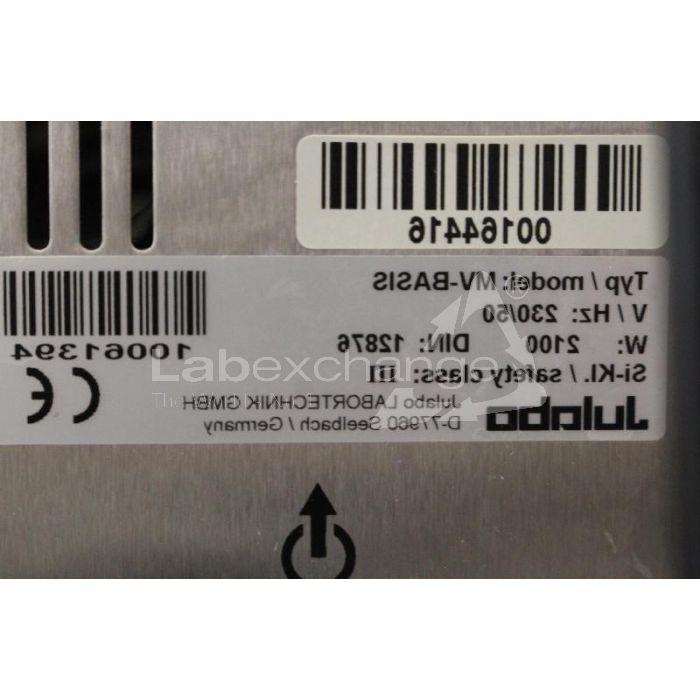 00164416
Typ / model: MV-BASIS
V / Hz: 230/50
W: 2100 DIN: 12876
Si-Kl. / safety class: III
Julabo
Julabo LABORTECHNIK GMBH
D-77960 Seelbach / Germany
10061394
CE
Labexchange